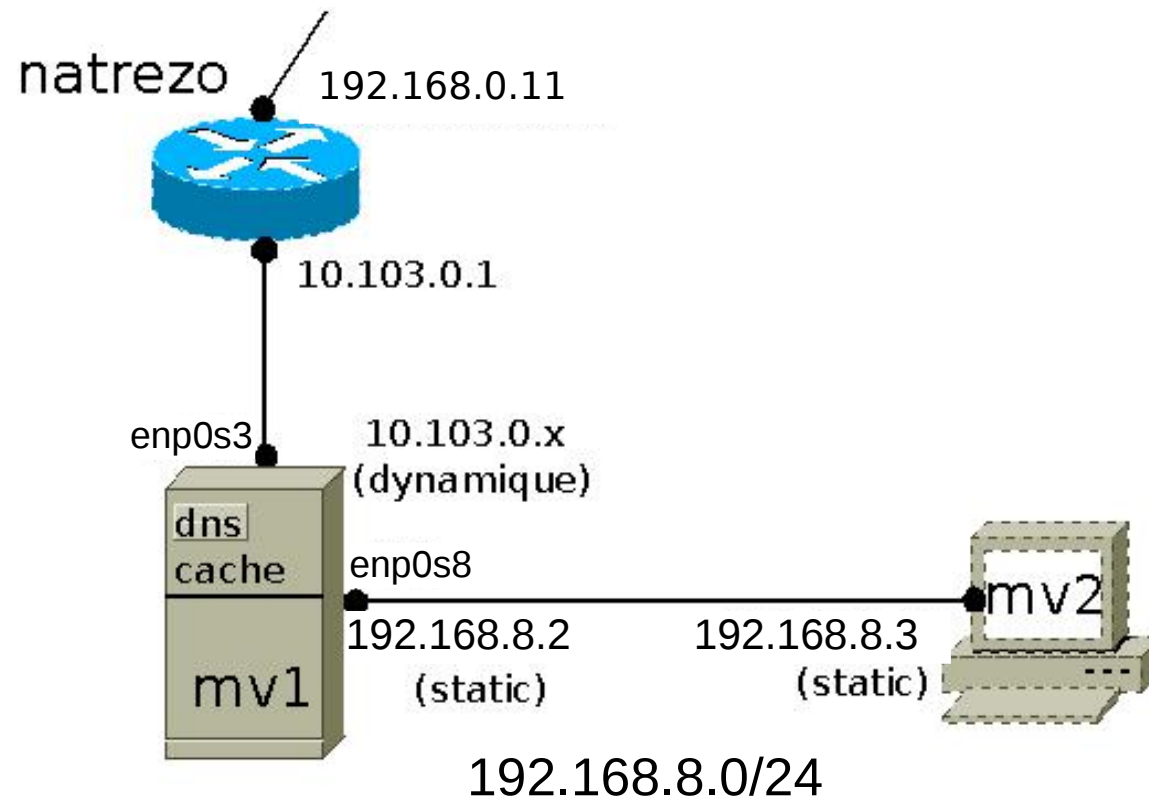 natrezo
192.168.0.11
10.103.0.1
enp0s3
10.103.0.x
(dynamique)
dns
cache
enp0s8
mv2
192.168.8.2
192.168.8.3
(static)
(static)
mv1
192.168.8.0/24